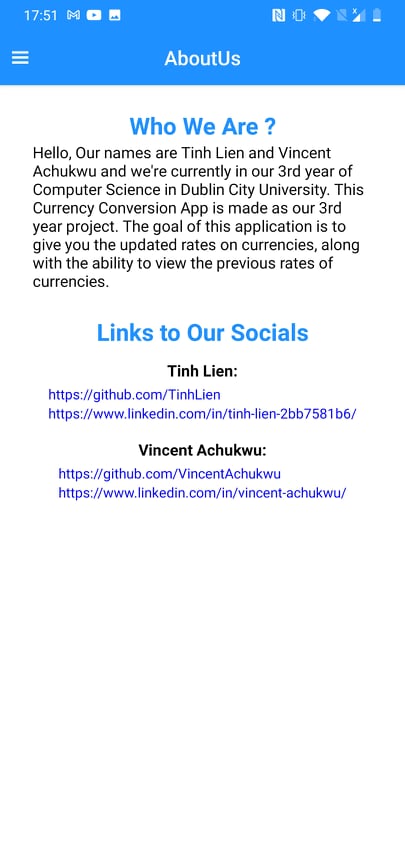 17:51
AboutUs
Who We Are ?
Hello, Our names are Tinh Lien and Vincent
Achukwu and we're currently in our 3rd year of
Computer Science in Dublin City University. This
Currency Conversion App is made as our 3rd
year project. The goal of this application is to
give you the updated rates on currencies, along
with the ability to view the previous rates of
currencies.
Links to Our Socials
Tinh Lien:
https://github.com/TinhLien
https://www.linkedin.com/in/tinh-lien-2bb7581b6/
Vincent Achukwu:
https://github.com/VincentAchukwu
https://www.linkedin.com/in/vincent-achukwu/